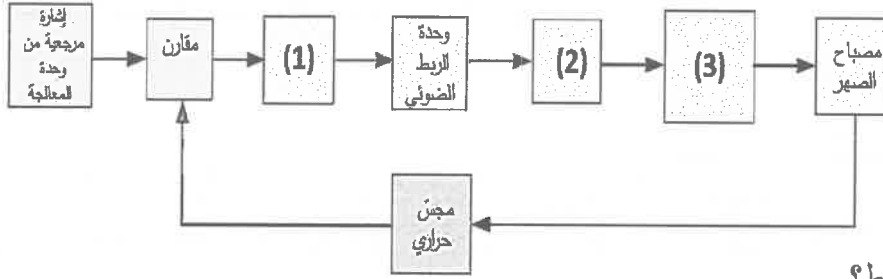 إشارة
مرجعية من
وحدة
المعالجة
مقارن
(1)
وحدة
الربط
الضوئي
(2)
(3)
مصباح
الصهر
مجسّ
حراري